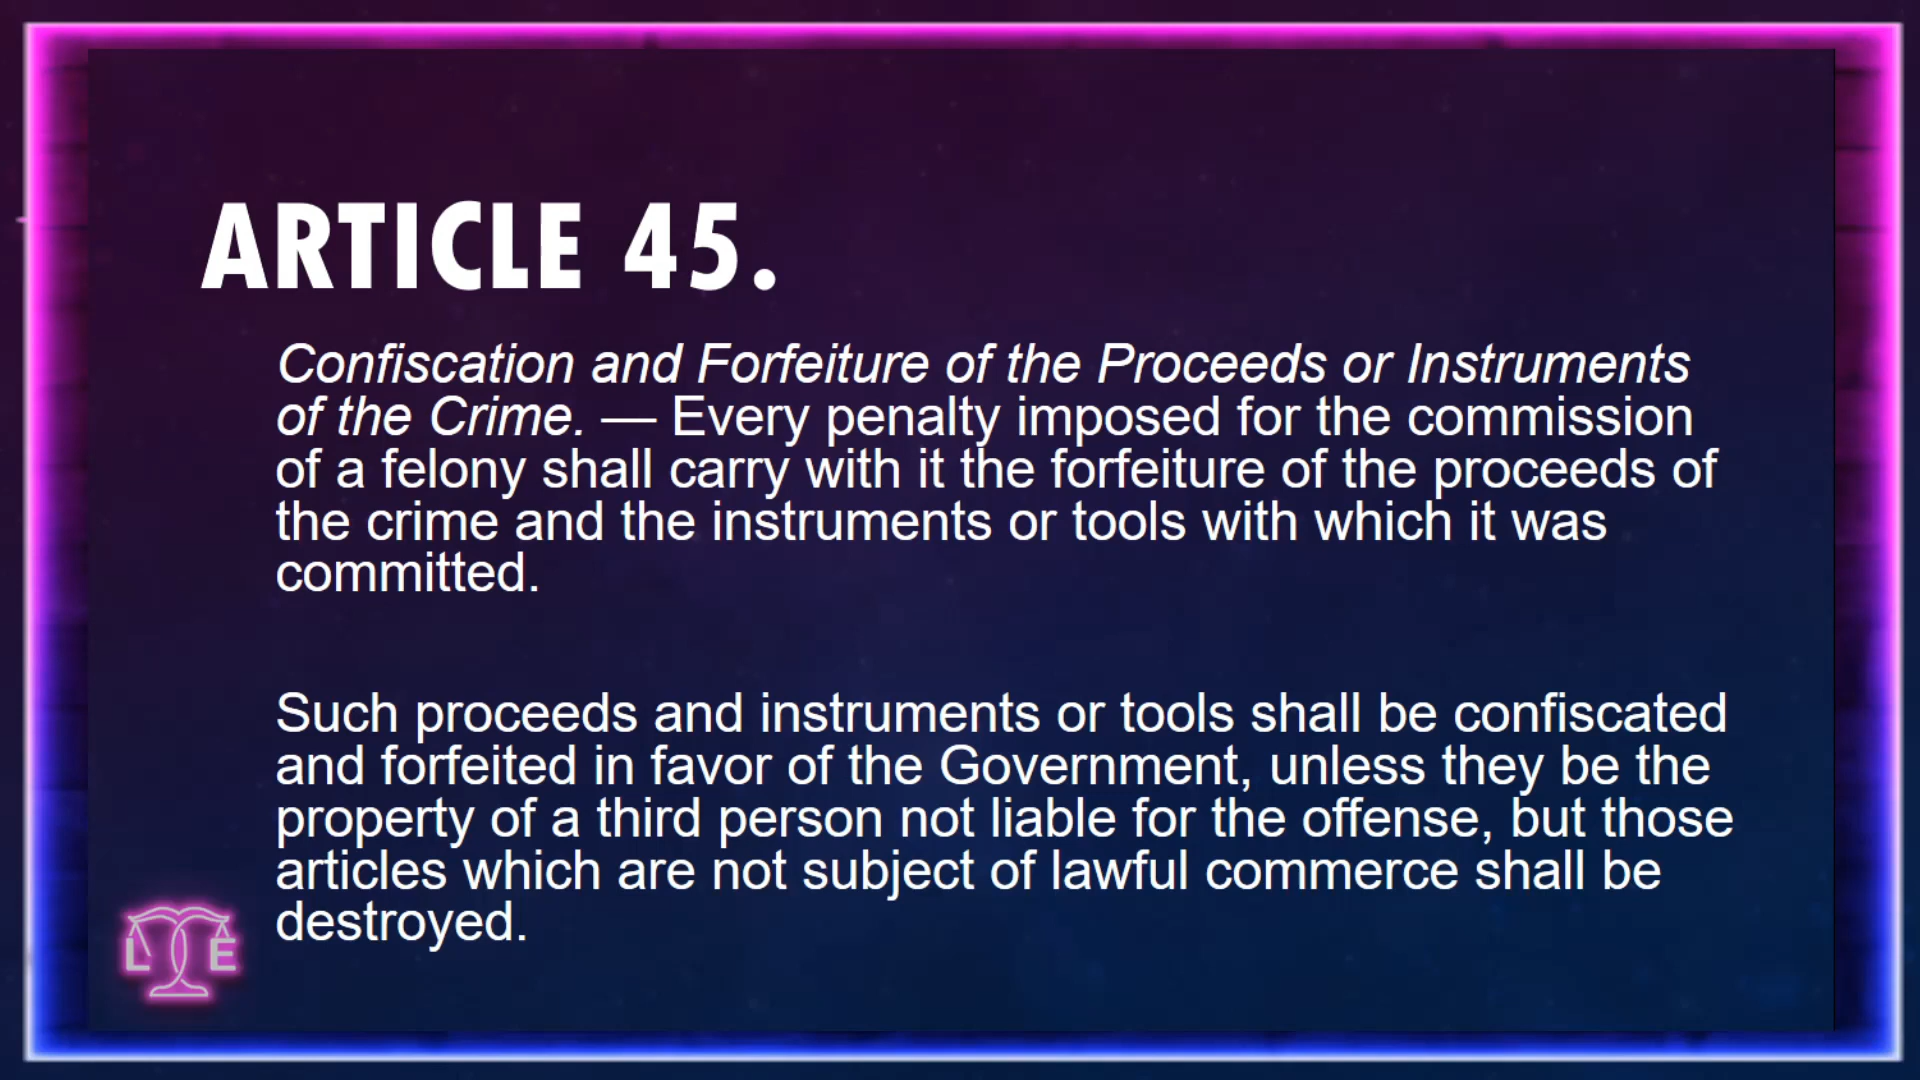 ARTICLE 45.
Confiscation and Forfeiture of the Proceeds or Instruments
of the Crime. — Every penalty imposed for the commission
of a felony shall carry with it the forfeiture of the proceeds of
the crime and the instruments or tools with which it was
committed.
Such proceeds and instruments or tools shall be confiscated
and forfeited in favor of the Government, unless they be the
property of a third person not liable for the offense, but those
articles which are not subject of lawful commerce shall be
destroyed.
L E